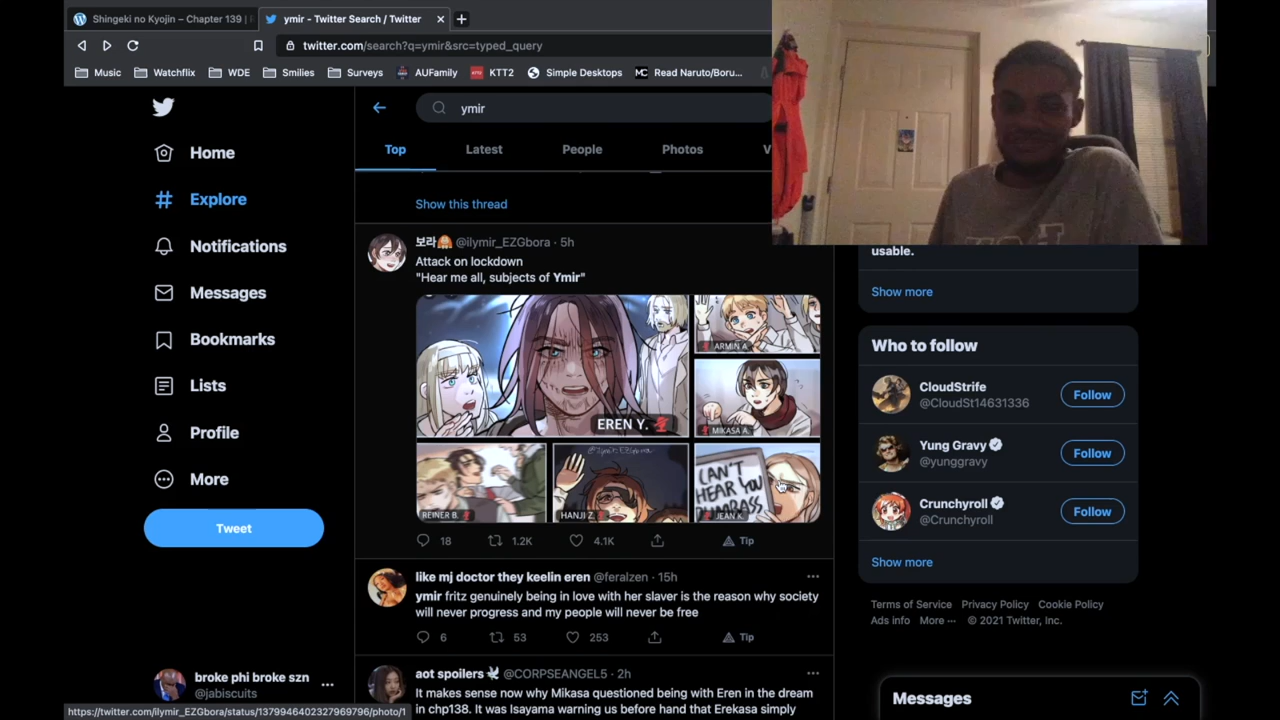 Shingeki no Kyojin – Chapter 139 |
ymir - Twitter Search / Twitter
twitter.com/search?q=ymir&src=typed_query
Music
Watchflix
WDE
Smilies
Surveys
AUFamily
KTT2
Simple Desktops
Read Naruto/Boru...
Home
Explore
Notifications
Messages
Bookmarks
Lists
Profile
More
Tweet
broke phi broke szn
@jabiscuits
ymir
Top
Latest
People
Photos
V
Show this thread
보라 @ilymir_EZGbora · 5h
Attack on lockdown
"Hear me all, subjects of Ymir"
EREN Y.
ARMIN A.
MIKASA A.
REINER B.
HANJI Z.
CAN'T
HEAR YOU
DUMBASS
JEAN K.
18
1.2K
4.1K
Tip
like mj doctor they keelin eren @feralzen · 15h
ymir fritz genuinely being in love with her slaver is the reason why society
will never progress and my people will never be free
6
53
253
Tip
aot spoilers @CORPSEANGEL5 · 2h
It makes sense now why Mikasa questioned being with Eren in the dream
in chp138. It was Isayama warning us before hand that Erekasa simply
usable.
Show more
Who to follow
CloudStrife
@CloudSt14631336
Follow
Yung Gravy
@yunggravy
Follow
Crunchyroll
@Crunchyroll
Follow
Show more
Terms of Service Privacy Policy Cookie Policy
Ads info More ··· © 2021 Twitter, Inc.
Messages
https://twitter.com/ilymir_EZGbora/status/1379946402327969796/photo/1